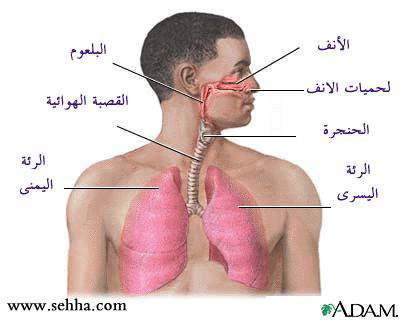 الأنف
البلعوم
لحميات الانف
القصبة الهوائية
الحنجرة
الرئة
اليسرى
الرئة
اليمنى
www.sehha.com
A.D.A.M.